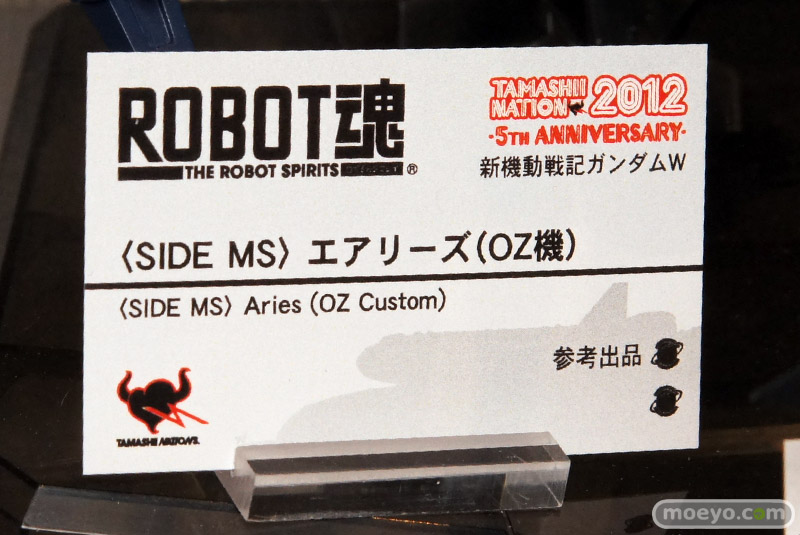 ROBOT魂®
THE ROBOT SPIRITS
TAMASHII
NATION 2012
·5TH ANNIVERSARY·
新機動戦記ガンダムW
〈SIDE MS〉 エアリーズ(OZ機)
〈SIDE MS〉 Aries (OZ Custom)
参考出品
TAMASHII NATIONS.
moeyo.com